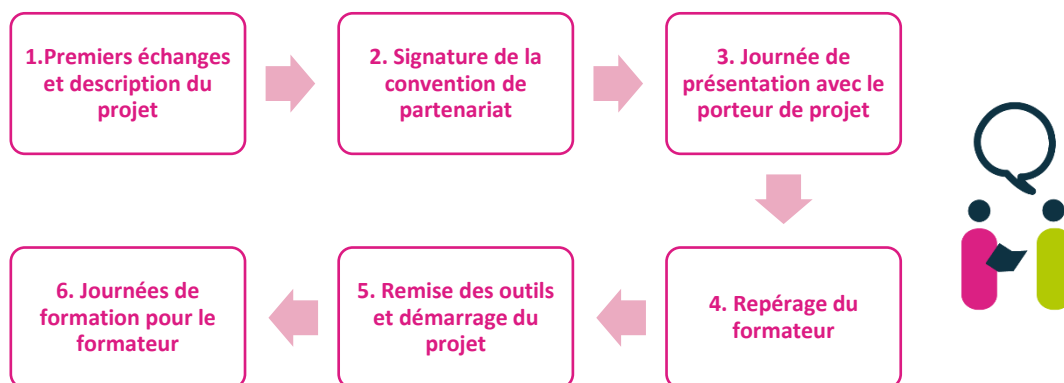 1.Premiers échanges
et description du
projet
2. Signature de la
convention de
partenariat
3. Journée de
présentation avec le
porteur de projet
4. Repérage du
formateur
5. Remise des outils
et démarrage du
projet
6. Journées de
formation pour le
formateur